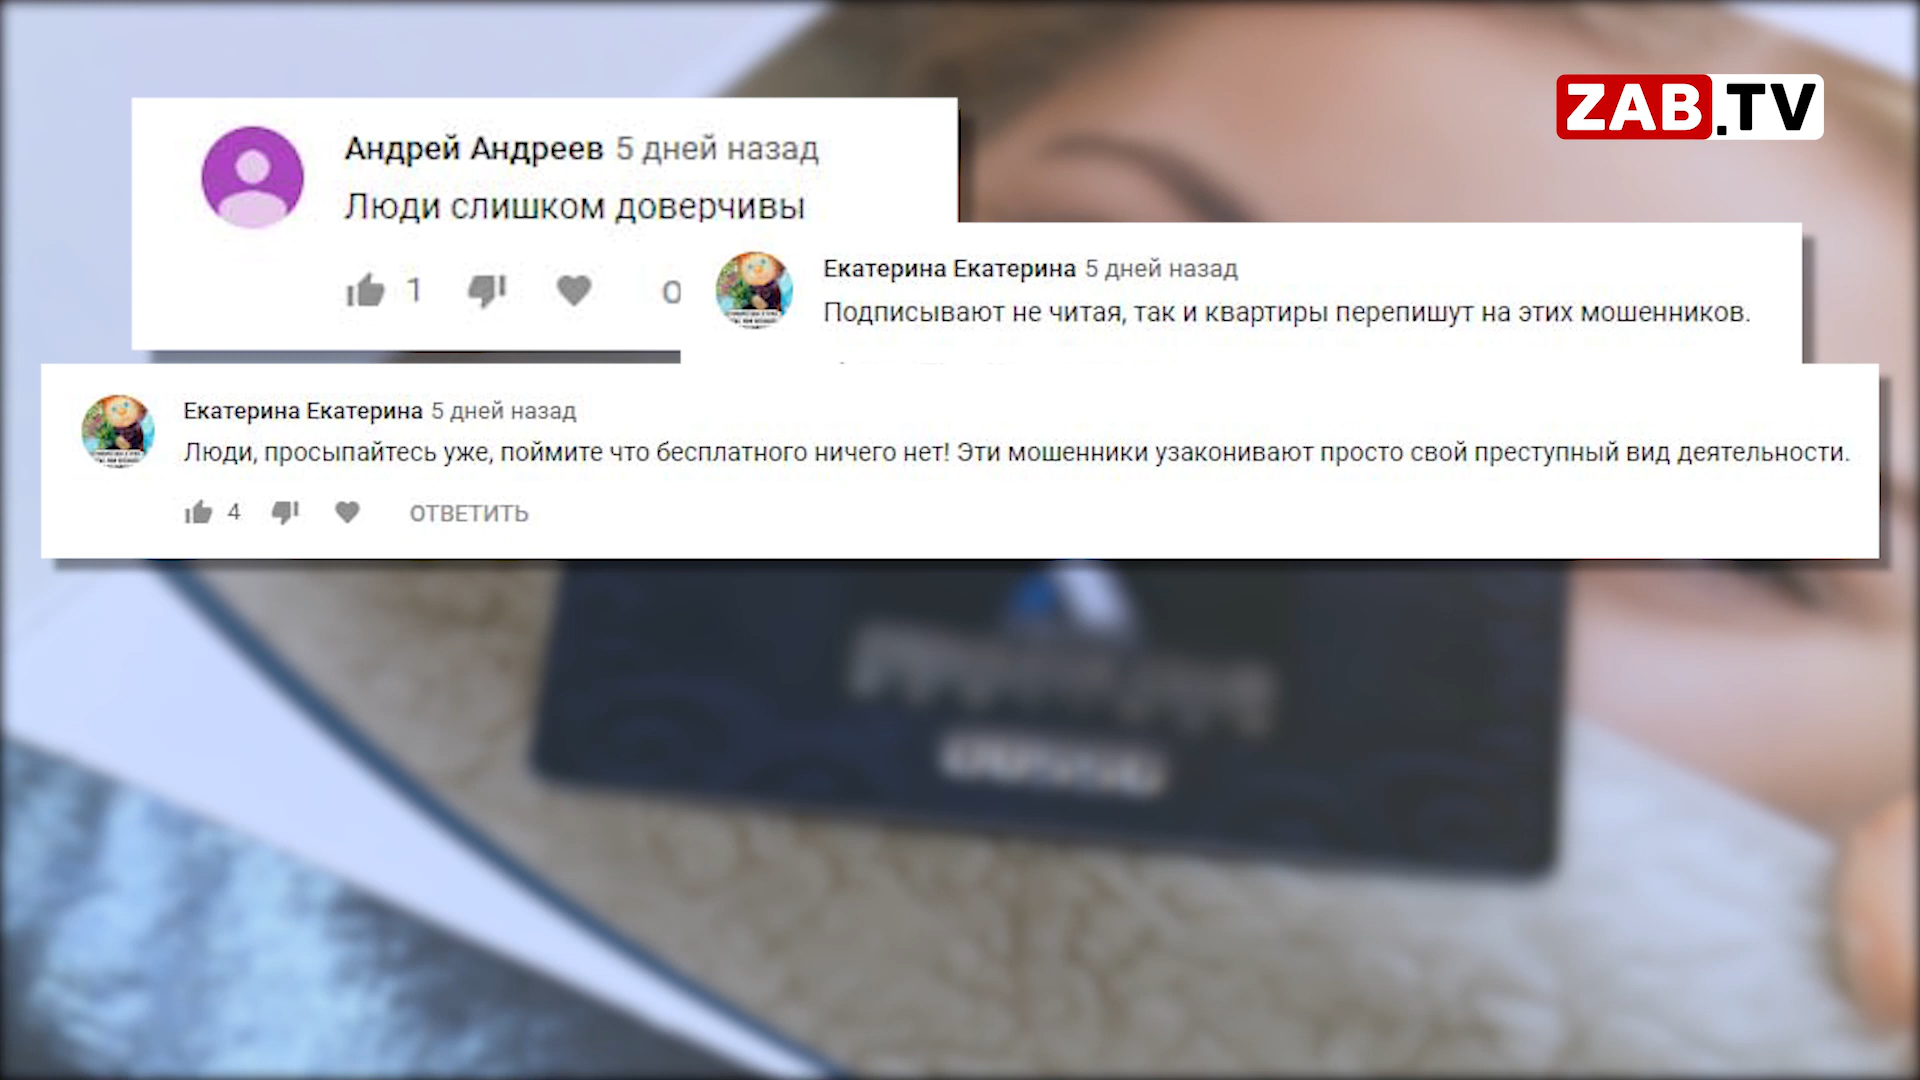 ZAB.TV
Андрей Андреев 5 дней назад
Люди слишком доверчивы
1
Екатерина Екатерина 5 дней назад
Подписывают не читая, так и квартиры перепишут на этих мошенников.
Екатерина Екатерина 5 дней назад
Люди, просыпайтесь уже, поймите что бесплатного ничего нет! Эти мошенники узаконивают просто свой преступный вид деятельности.
4 ОТВЕТИТЬ